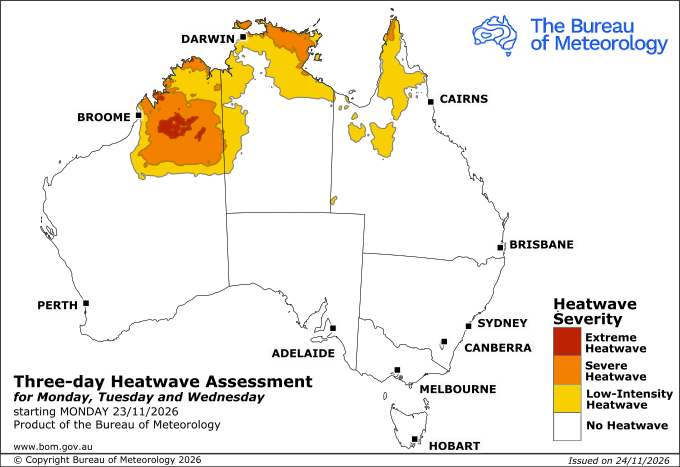 The Bureau
of Meteorology
DARWIN
BROOME
CAIRNS
BRISBANE
PERTH
ADELAIDE
SYDNEY
CANBERRA
MELBOURNE
HOBART
Heatwave
Severity
Extreme
Heatwave
Severe
Heatwave
Low-Intensity
Heatwave
No Heatwave
Three-day Heatwave Assessment
for Monday, Tuesday and Wednesday
starting MONDAY 23/11/2026
Product of the Bureau of Meteorology
www.bom.gov.au
© Copyright Bureau of Meteorology 2026
Issued on 24/11/2026